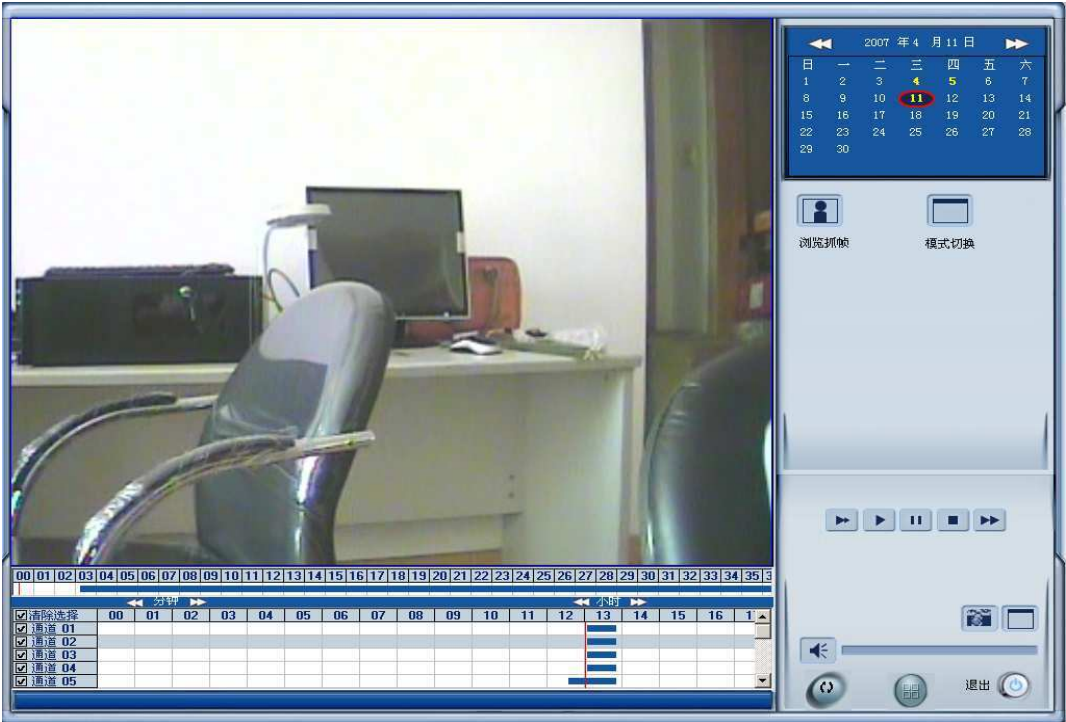 2007 年 4 月 11 日
日 一 二 三 四 五 六
1 2 3 4 5 6 7
8 9 10 11 12 13 14
15 16 17 18 19 20 21
22 23 24 25 26 27 28
29 30
浏览抓帧 模式切换
00 01 02 03 04 05 06 07 08 09 10 11 12 13 14 15 16 17 18 19 20 21 22 23 24 25 26 27 28 29 30 31 32 33 34 35 3
分钟 小时
清除选择 00 01 02 03 04 05 06 07 08 09 10 11 12 13 14 15 16 1
通道 01
通道 02
通道 03
通道 04
通道 05
退出